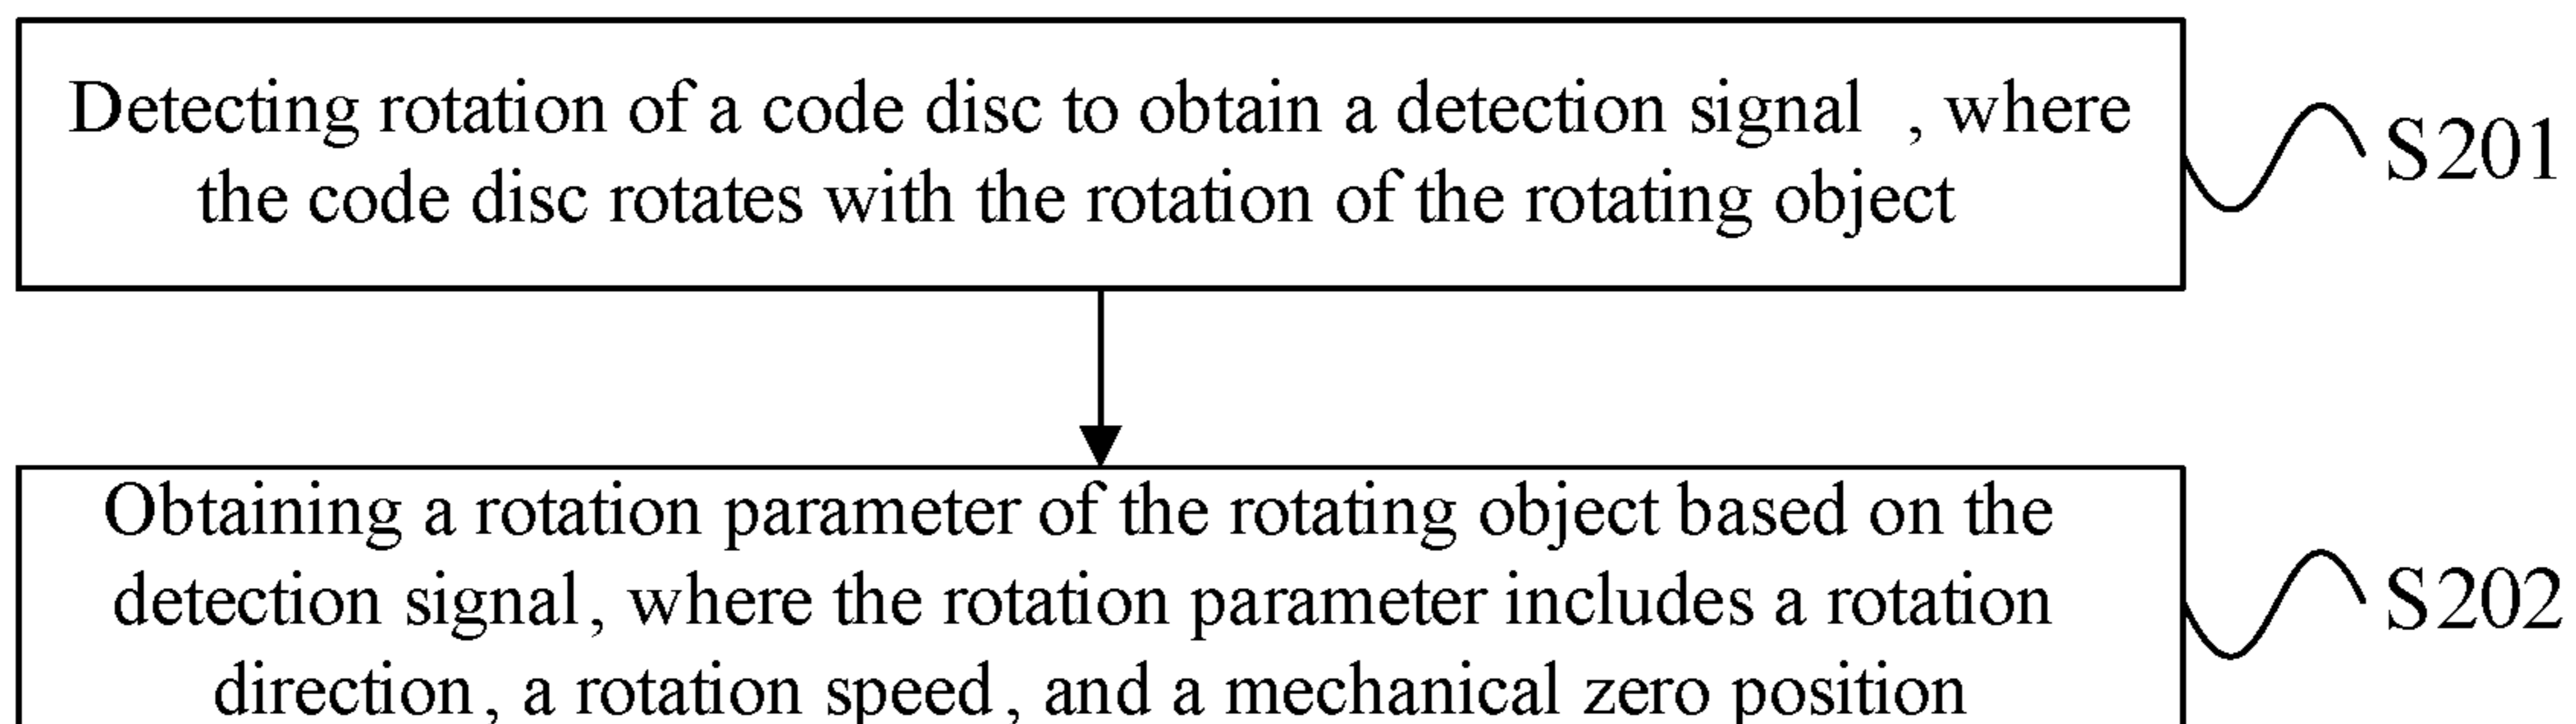 Detecting rotation of a code disc to obtain a detection signal , where
the code disc rotates with the rotation of the rotating object
S201
Obtaining a rotation parameter of the rotating object based on the
detection signal, where the rotation parameter includes a rotation
direction, a rotation speed, and a mechanical zero position
S202